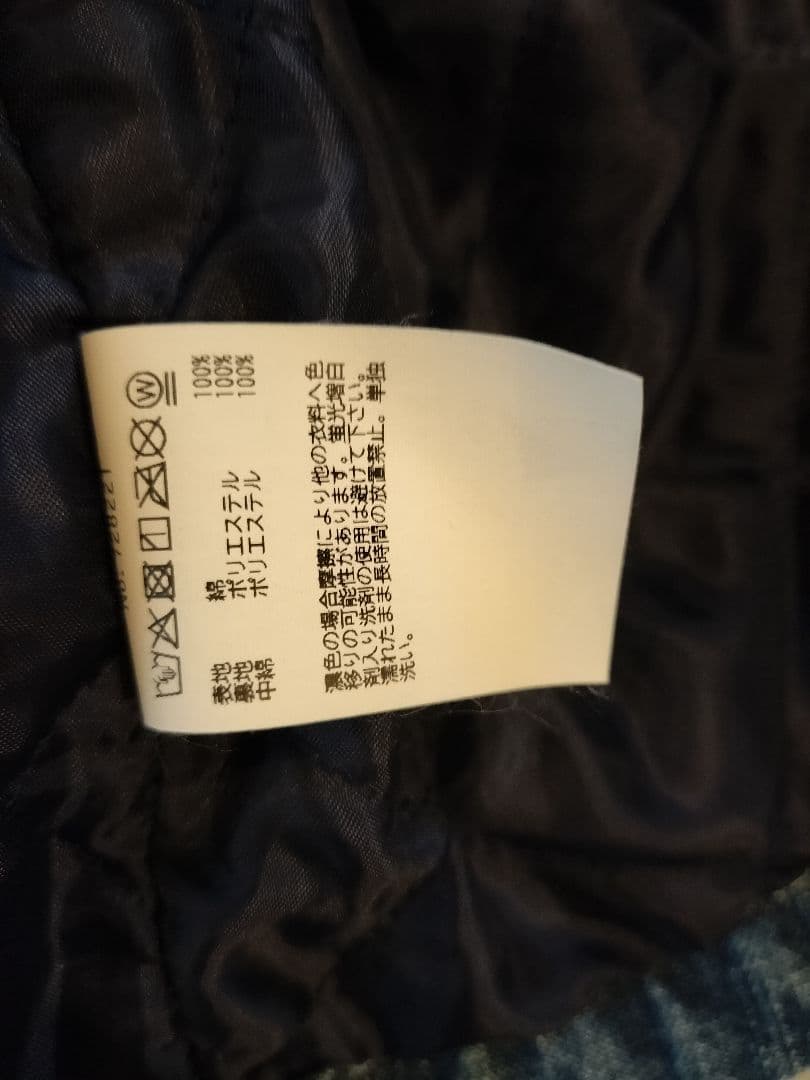 W
表地 綿 100%
裏地 ポリエステル 100%
中綿 ポリエステル 100%
濃色の場合摩擦により他の衣料へ色
移りの可能性があります。蛍光増白
剤入り洗剤の使用は避けて下さい。
濡れたまま長時間の放置禁止。単独
洗い。